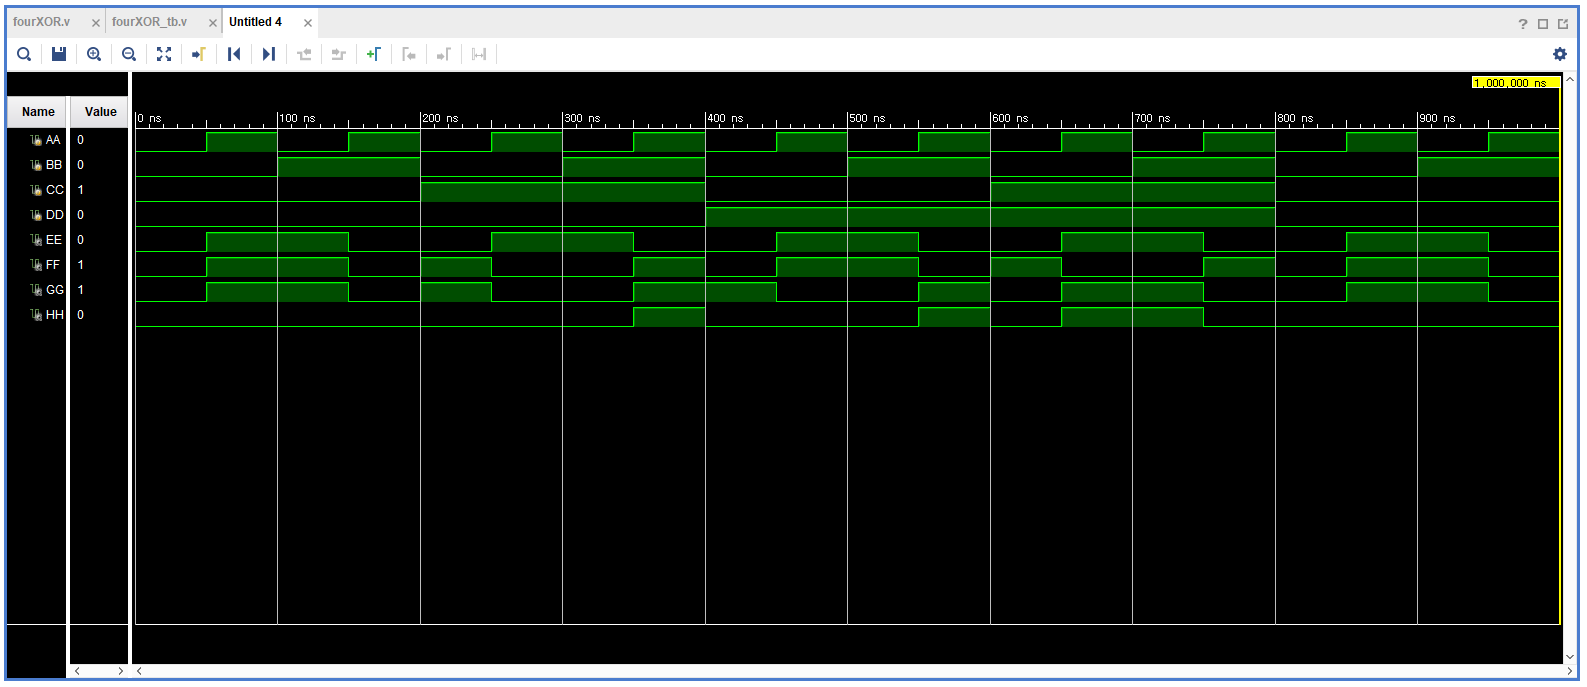 fourXOR.v × fourXOR_tb.v × Untitled 4 ×
1,000,000 ns
Name Value
0 ns 100 ns 200 ns 300 ns 400 ns 500 ns 600 ns 700 ns 800 ns 900 ns
AA 0
BB 0
CC 1
DD 0
EE 0
FF 1
GG 1
HH 0